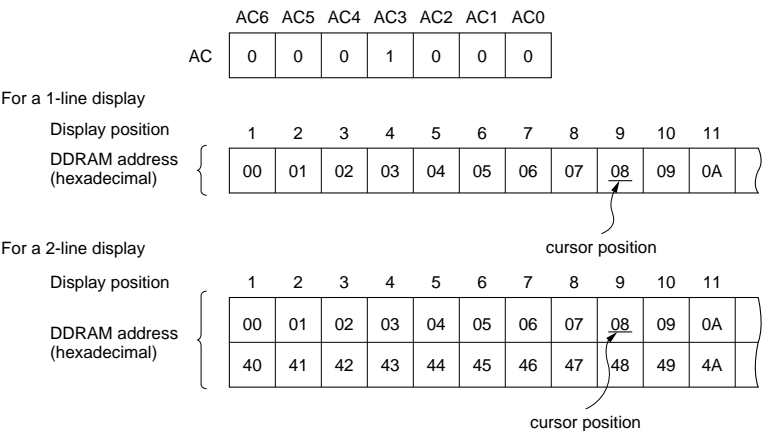 AC6 AC5 AC4 AC3 AC2 AC1 AC0
AC 0 0 0 1 0 0 0
For a 1-line display
Display position 1 2 3 4 5 6 7 8 9 10 11
DDRAM address
(hexadecimal)
00 01 02 03 04 05 06 07 08 09 0A
cursor position
For a 2-line display
Display position 1 2 3 4 5 6 7 8 9 10 11
DDRAM address
(hexadecimal)
00 01 02 03 04 05 06 07 08 09 0A
40 41 42 43 44 45 46 47 48 49 4A
cursor position